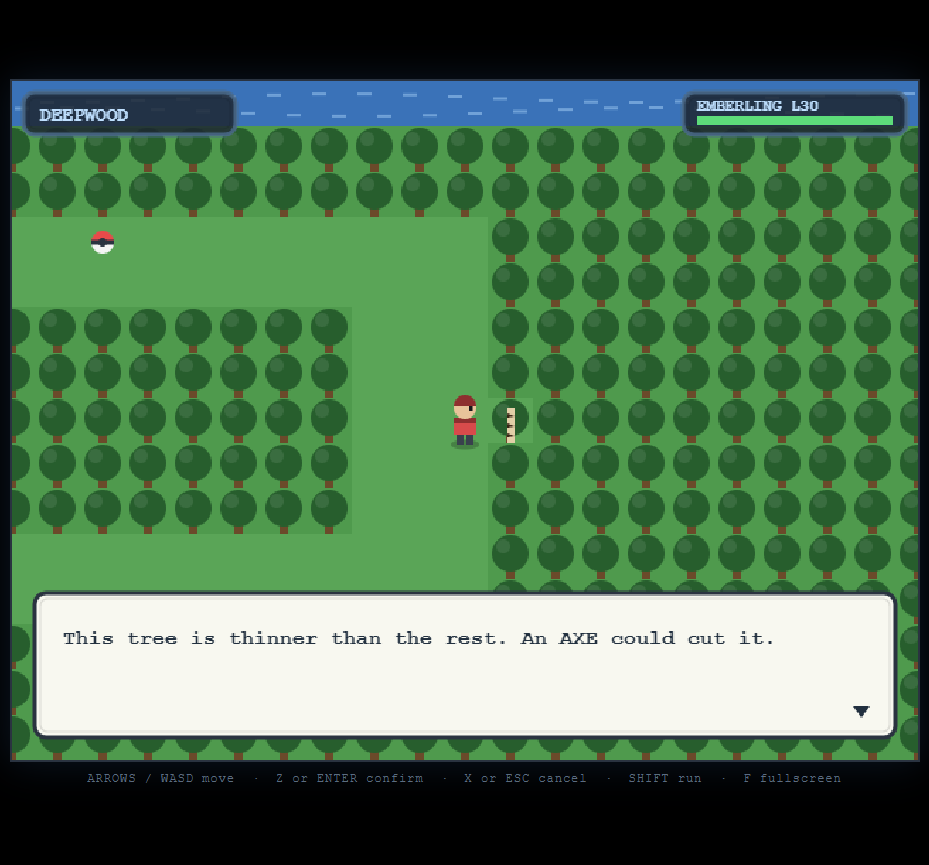 DEEPWOOD
EMBERLING L30
This tree is thinner than the rest. An AXE could cut it.
ARROWS / WASD move · Z or ENTER confirm · X or ESC cancel · SHIFT run · F fullscreen